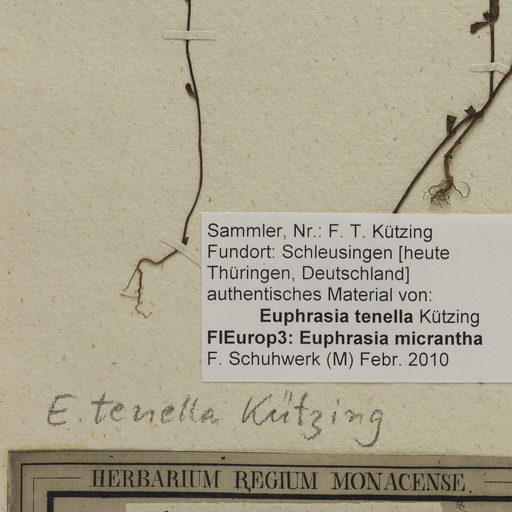 Sammler, Nr.: F. T. Kützing
Fundort: Schleusingen [heute
Thüringen, Deutschland]
authentisches Material von:
Euphrasia tenella Kützing
FlEurop3: Euphrasia micrantha
F. Schuhwerk (M) Febr. 2010
E. tenella Kützing
HERBARIUM REGIUM MONACENSE.